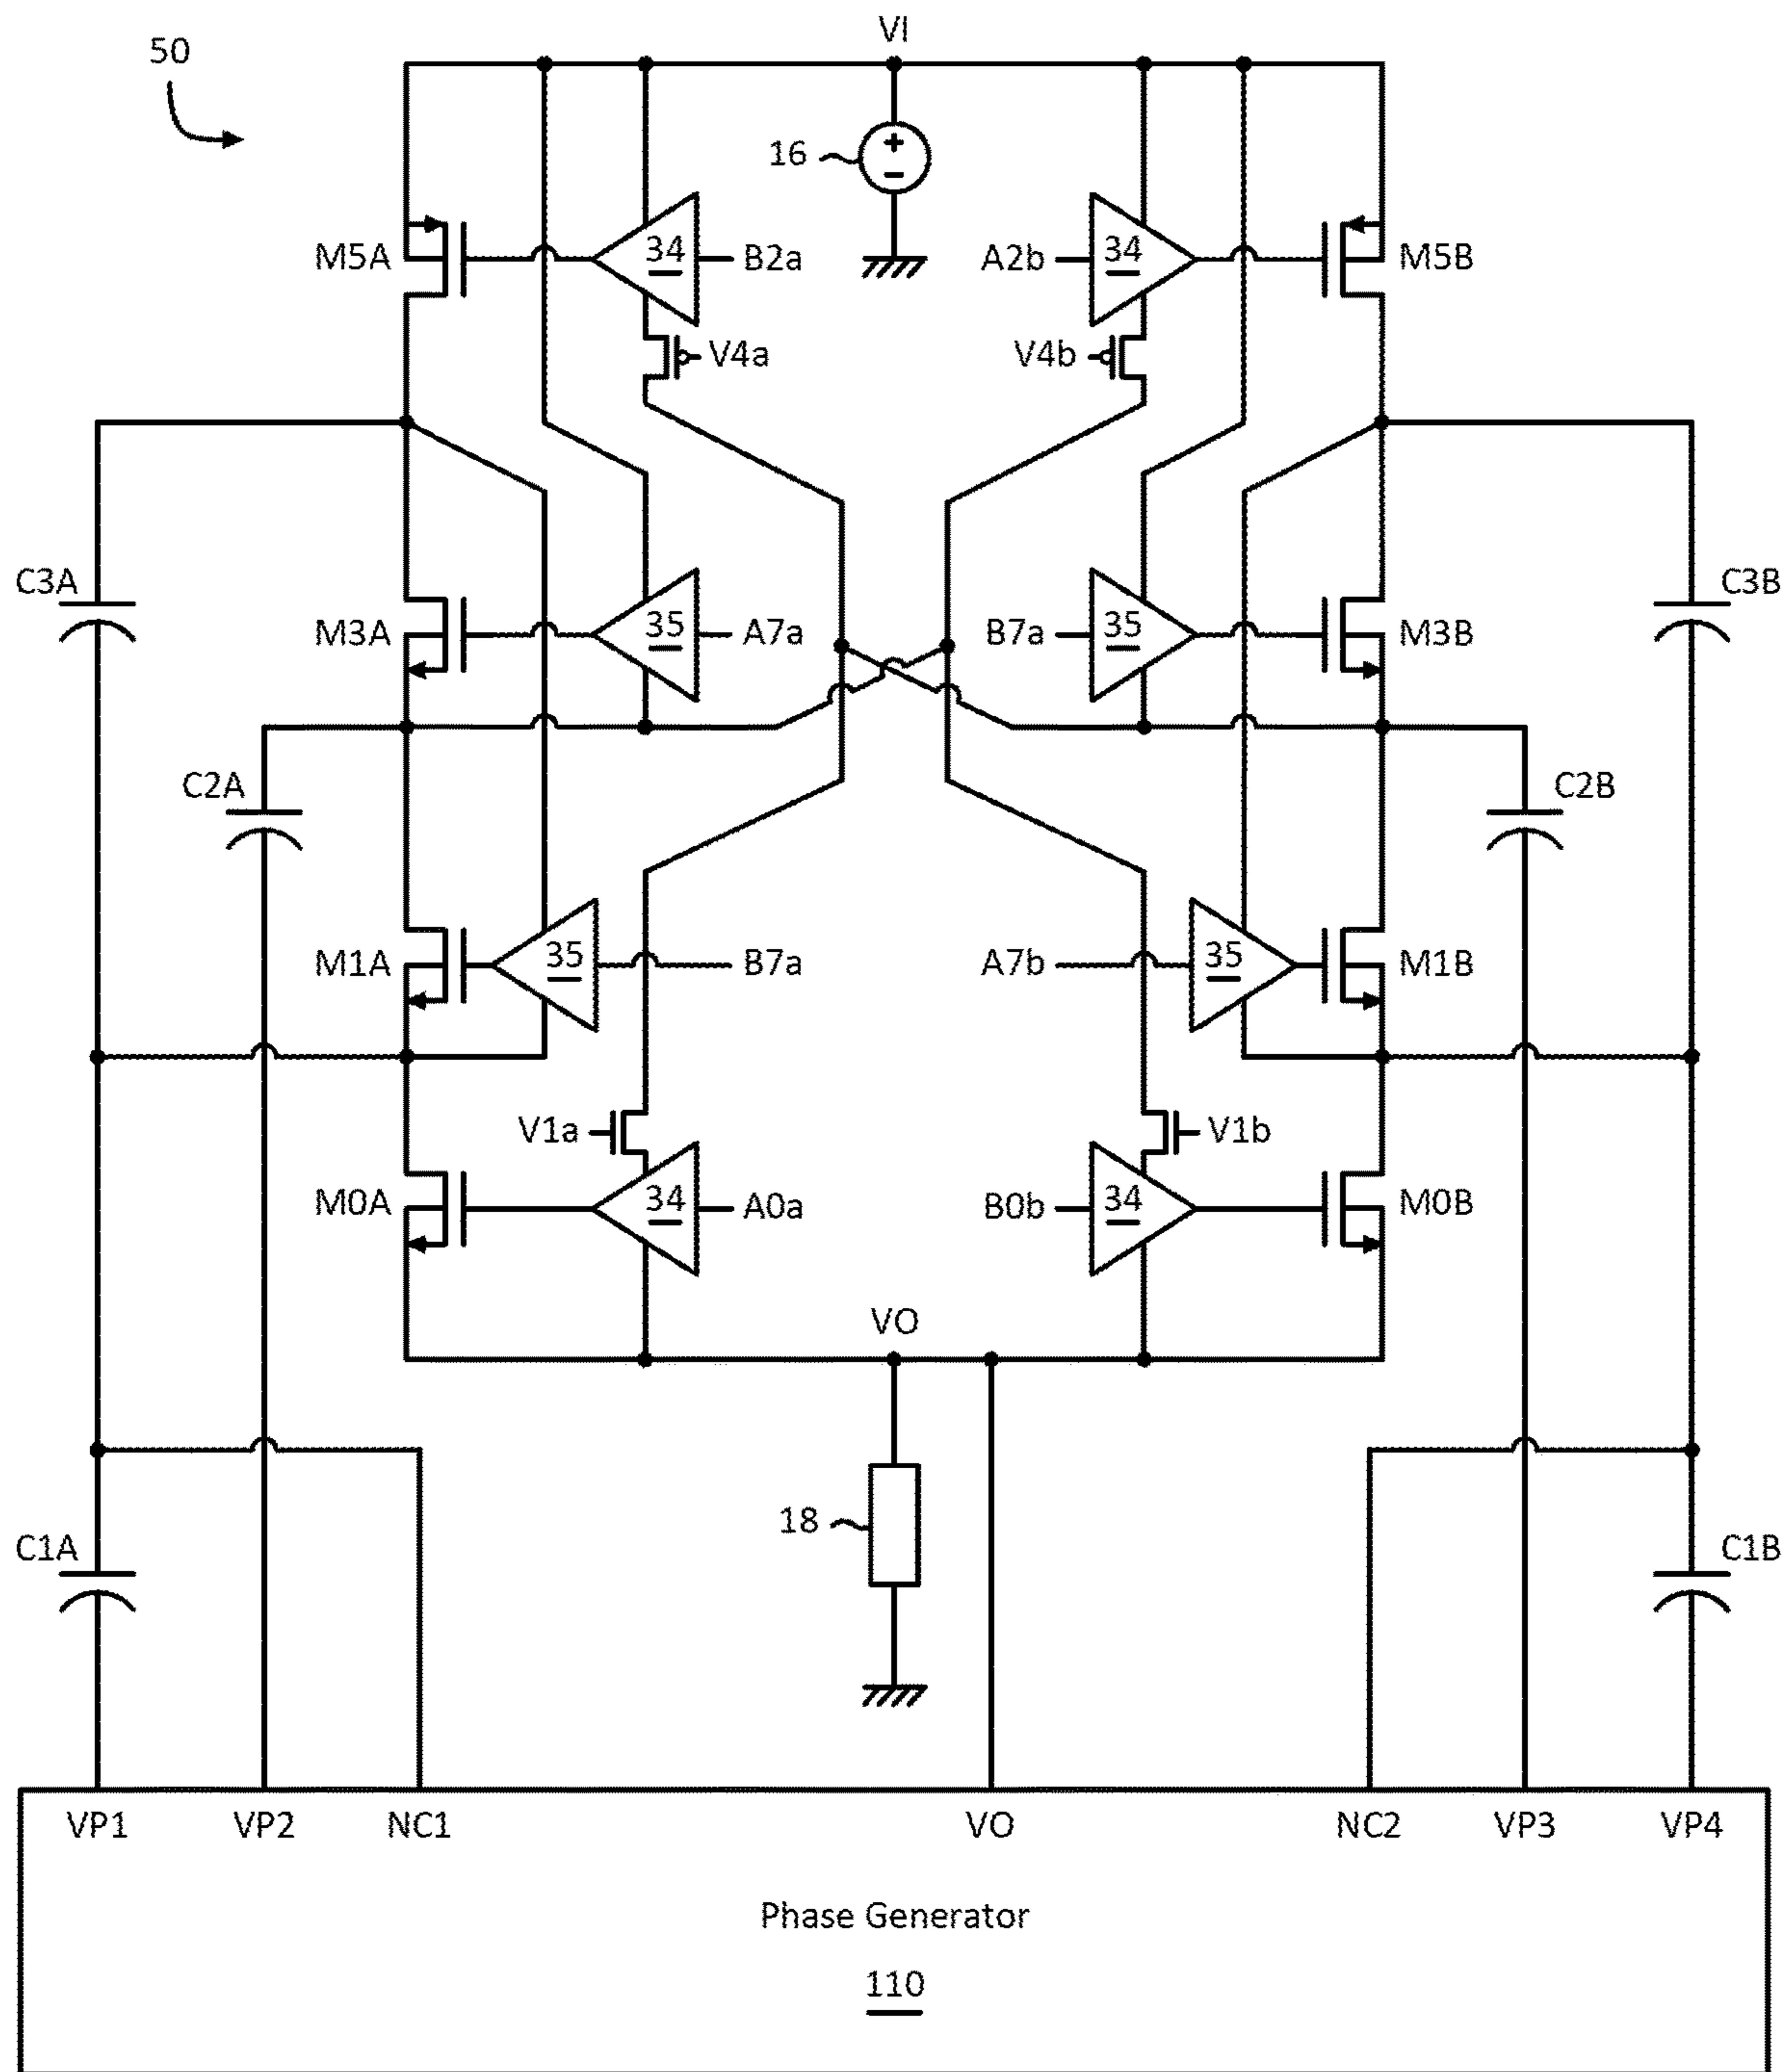 50
VI
16
+
−
M5A
34
B2a
A2b
34
M5B
V4a
V4b
C3A
C3B
M3A
35
A7a
B7a
35
M3B
C2A
C2B
M1A
35
B7a
A7b
35
M1B
V1a
V1b
M0A
34
A0a
B0b
34
M0B
VO
18
C1A
C1B
VP1
VP2
NC1
VO
NC2
VP3
VP4
Phase Generator
110